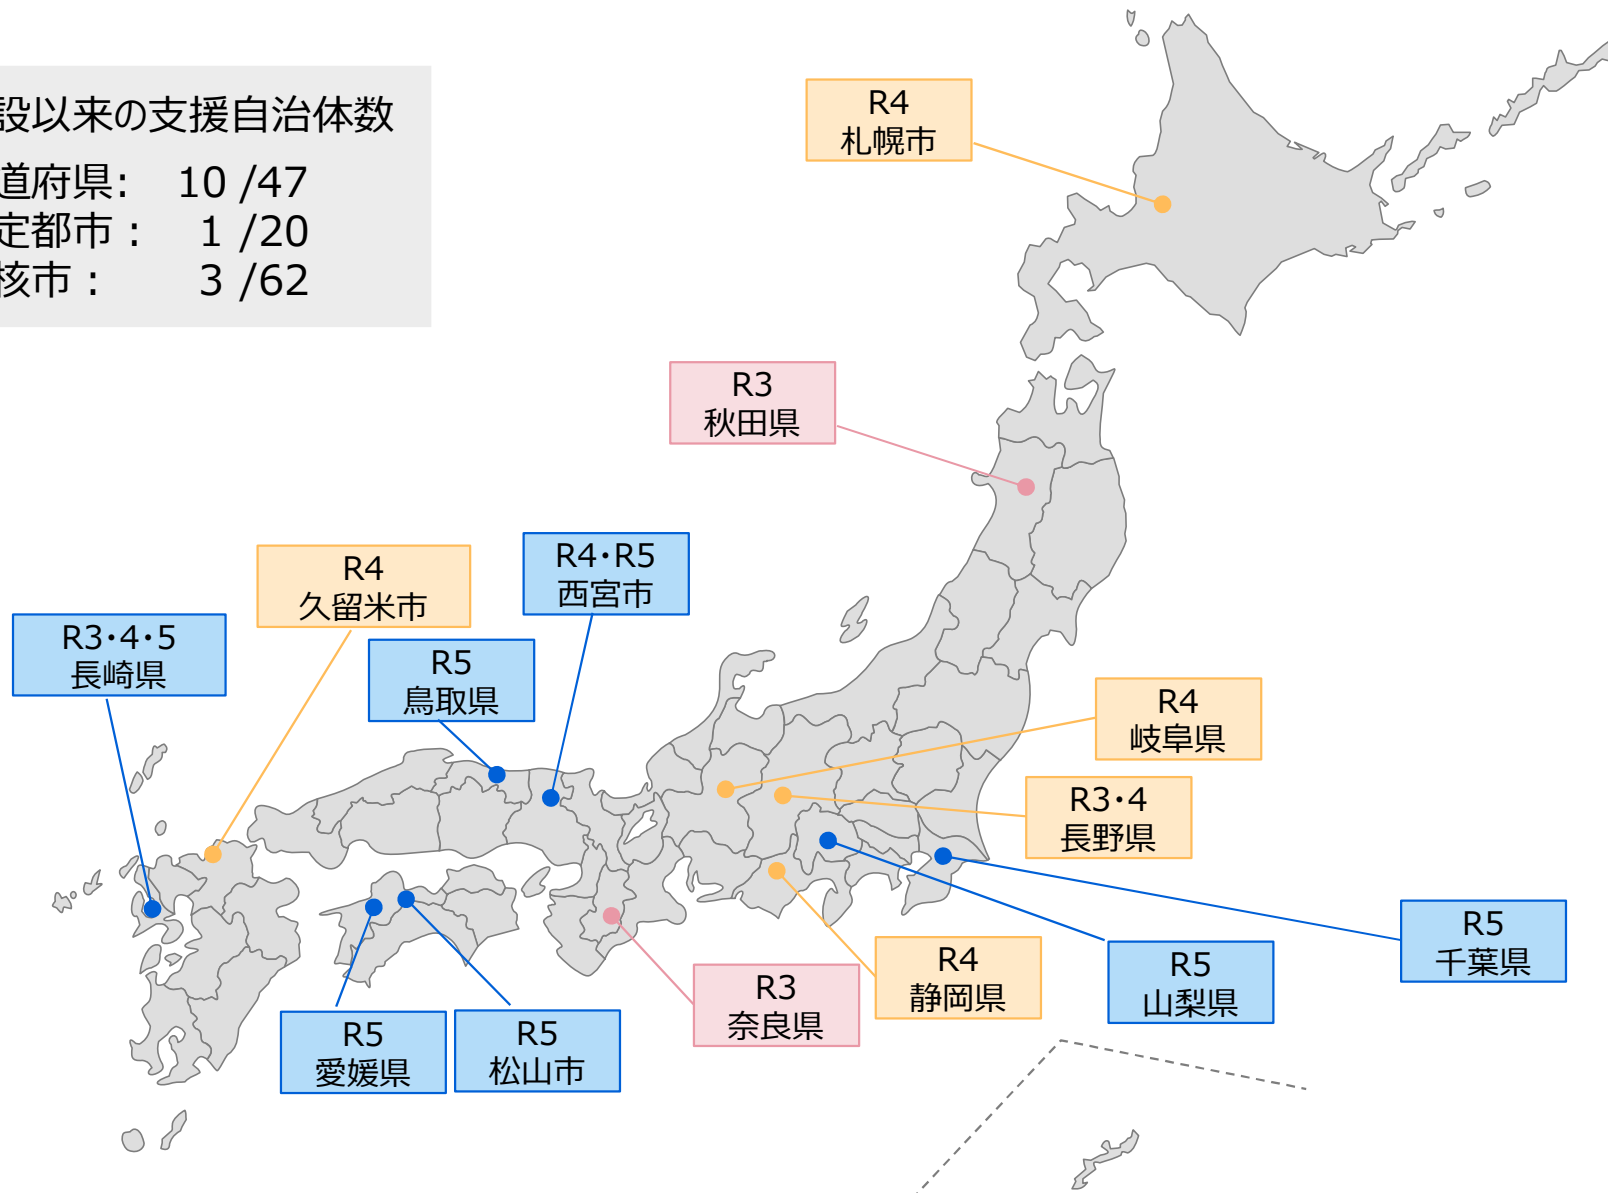 設以来の支援自治体数
道府県: 10 /47
定都市: 1 /20
核市: 3 /62
R4
札幌市
R3
秋田県
R4・R5
西宮市
R4
久留米市
R3・4・5
長崎県
R5
鳥取県
R4
岐阜県
R3・4
長野県
R5
千葉県
R4
静岡県
R5
山梨県
R3
奈良県
R5
愛媛県
R5
松山市